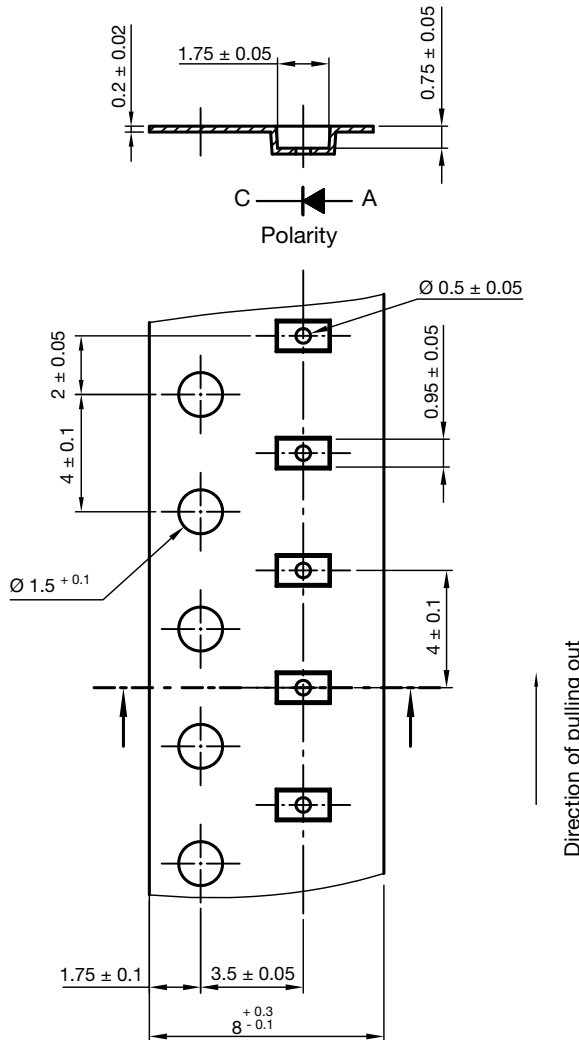 0.2 ± 0.02
1.75 ± 0.05
0.75 ± 0.05
C
A
Polarity
Ø 0.5 ± 0.05
2 ± 0.05
0.95 ± 0.05
4 ± 0.1
Ø 1.5 + 0.1
4 ± 0.1
Direction of pulling out
1.75 ± 0.1
3.5 ± 0.05
8 + 0.3 - 0.1